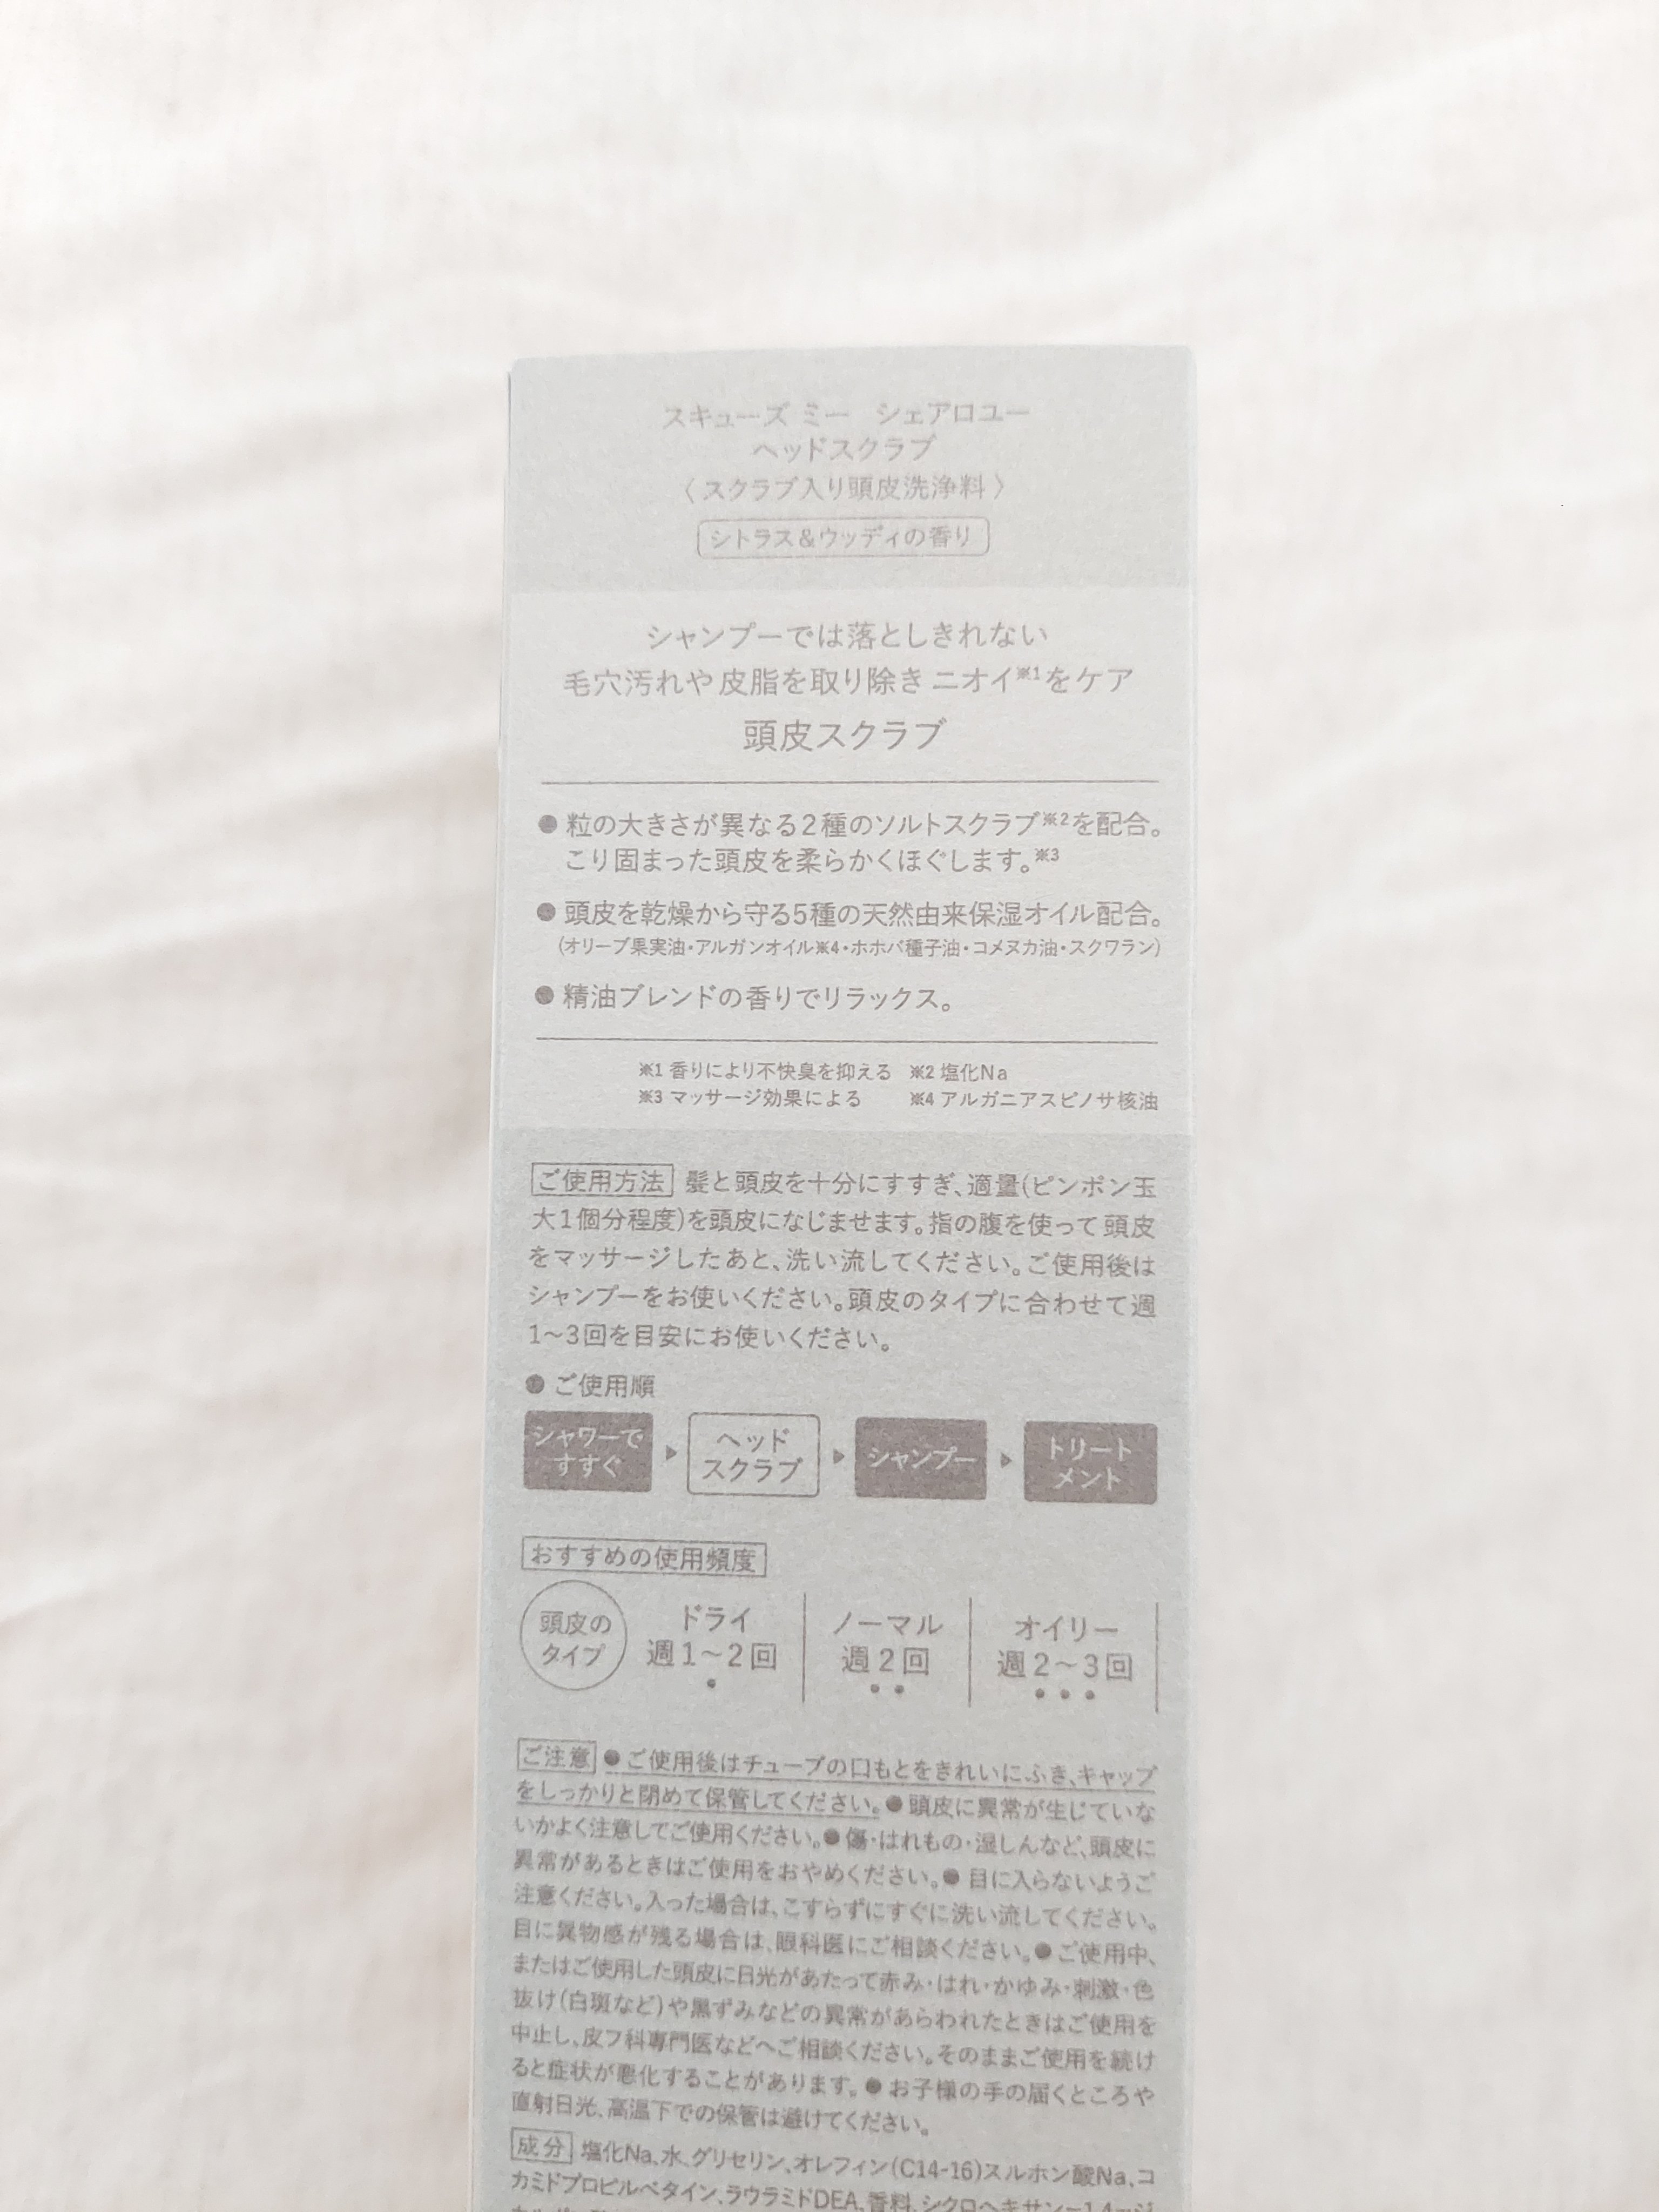 スキューズ ミー シェアロユー
ヘッドスクラブ
〈 スクラブ入り頭皮洗浄料 〉
シトラス&ウッディの香り
シャンプーでは落としきれない
毛穴汚れや 皮脂を取り除き ニオイ※1をケア
頭皮スクラブ
● 粒の大きさが異なる2種のソルトスクラブ※2を配合。
こり固まった頭皮を柔らかくほぐします。※3
● 頭皮を乾燥から守る5種の天然由来保湿オイル配合。
(オリーブ果実油・アルガンオイル※4・ホホバ種子油・コメヌカ油・スクワラン)
● 精油ブレンドの香りでリラックス。
※1 香りにより不快臭を抑える ※2 塩化Na
※3 マッサージ効果による ※4 アルガニアスピノサ核油
ご使用方法 髪と頭皮を十分にすすぎ、適量(ピンポン玉
大1個分程度)を頭皮になじませます。指の腹を使って頭皮
をマッサージしたあと、洗い流してください。ご使用後は
シャンプーをお使いください。頭皮のタイプに合わせて週
1〜3回を目安にお使いください。
● ご使用順
シャワーで
すすぐ
ヘッド
スクラブ
シャンプー
トリート
メント
おすすめの使用頻度
頭皮の
タイプ
ドライ
週1〜2回
ノーマル
週2回
オイリー
週2〜3回
ご注意 ● ご使用後はチューブの口もとをきれいにふき、キャップ
をしっかりと閉めて保管してください。● 頭皮に異常が生じていな
いかよく注意してご使用ください。● 傷・はれもの・湿しんなど、頭皮に
異常があるときはご使用をおやめください。● 目に入らないようご
注意ください。入った場合は、こすらずにすぐに洗い流してください。
目に異物感が残る場合は、眼科医にご相談ください。● ご使用中、
またはご使用した頭皮に日光があたって赤み・はれ・かゆみ・刺激・色
抜け(白斑など)や黒ずみなどの異常があらわれたときはご使用を
中止し、皮フ科専門医などへご相談ください。そのままご使用を続け
ると症状が悪化することがあります。● お子様の手の届くところや
直射日光、高温下での保管は避けてください。
成分 塩化Na、水、グリセリン、オレフィン(C14-16)スルホン酸Na、コ
カミドプロピルベタイン、ラウラミドDEA、香料、シクロヘキサン-1,4-ジ